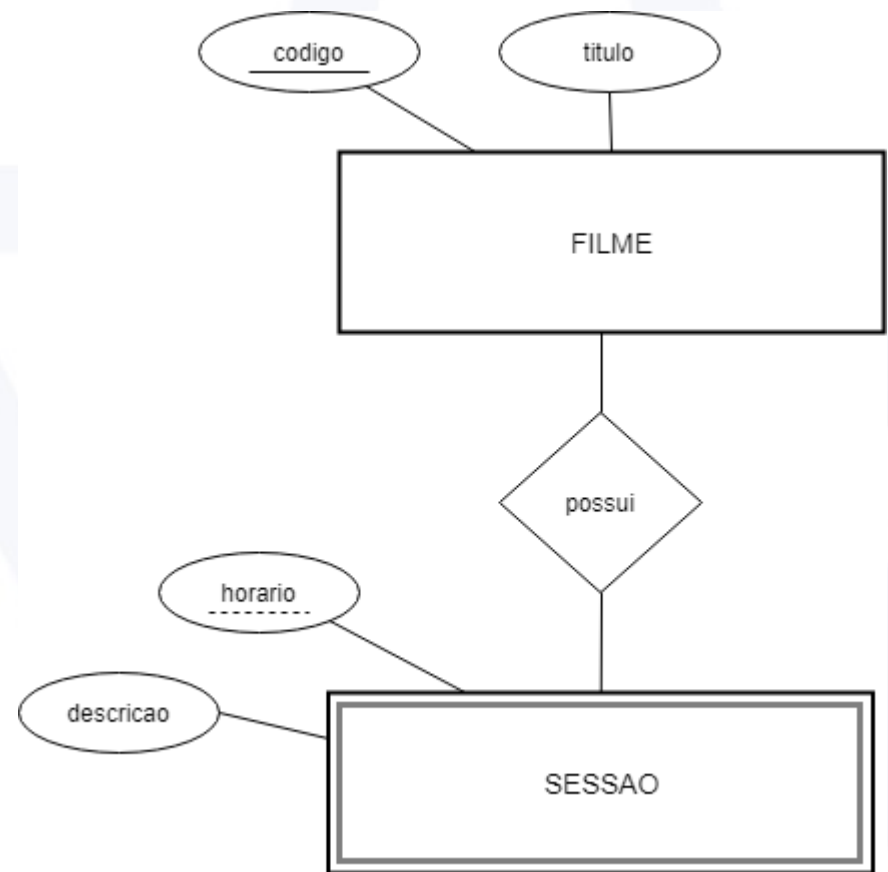 codigo
titulo
FILME
possui
horario
descricao
SESSAO